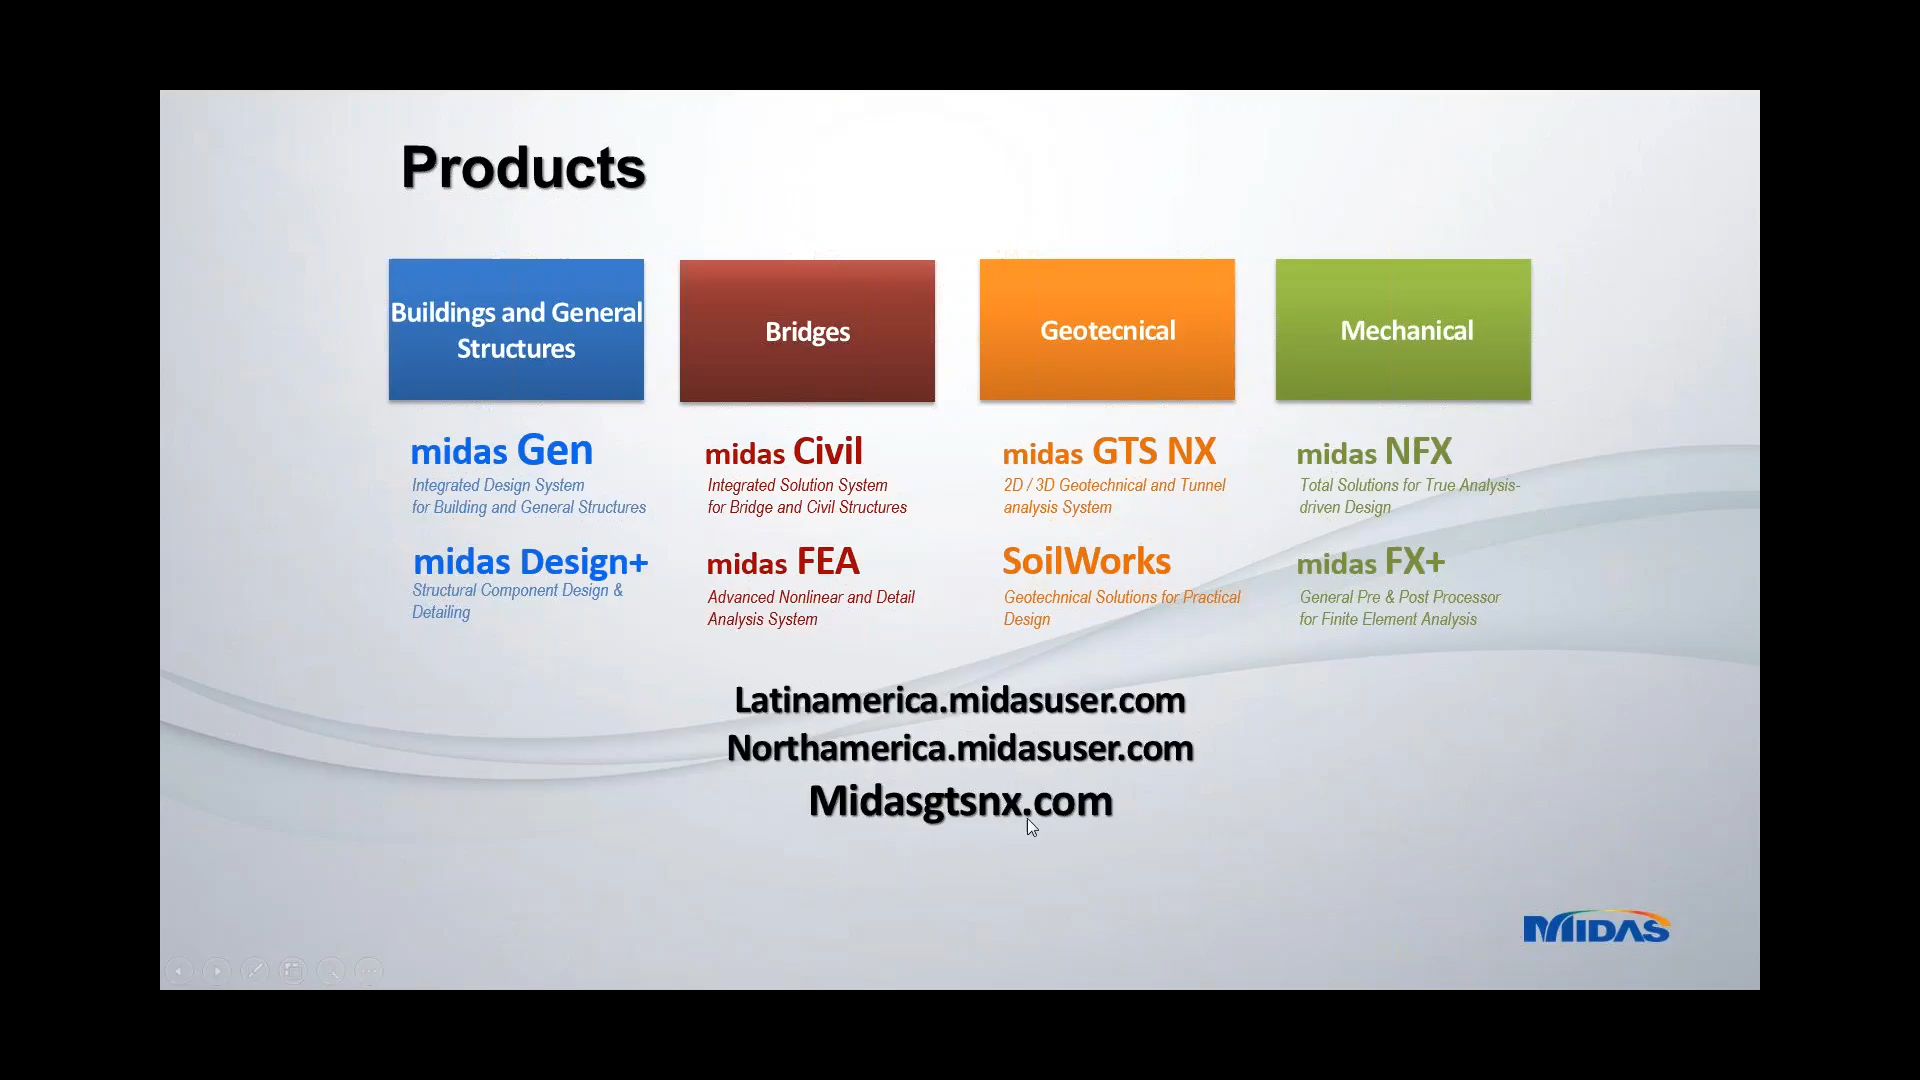 Products
Buildings and General
Structures
Bridges
Geotecnical
Mechanical
midas Gen
Integrated Design System
for Building and General Structures
midas Design+
Structural Component Design &
Detailing
midas Civil
Integrated Solution System
for Bridge and Civil Structures
midas FEA
Advanced Nonlinear and Detail
Analysis System
midas GTS NX
2D / 3D Geotechnical and Tunnel
analysis System
SoilWorks
Geotechnical Solutions for Practical
Design
midas NFX
Total Solutions for True Analysis-
driven Design
midas FX+
General Pre & Post Processor
for Finite Element Analysis
Latinamerica.midasuser.com
Northamerica.midasuser.com
Midasgtsnx.com
MIDAS